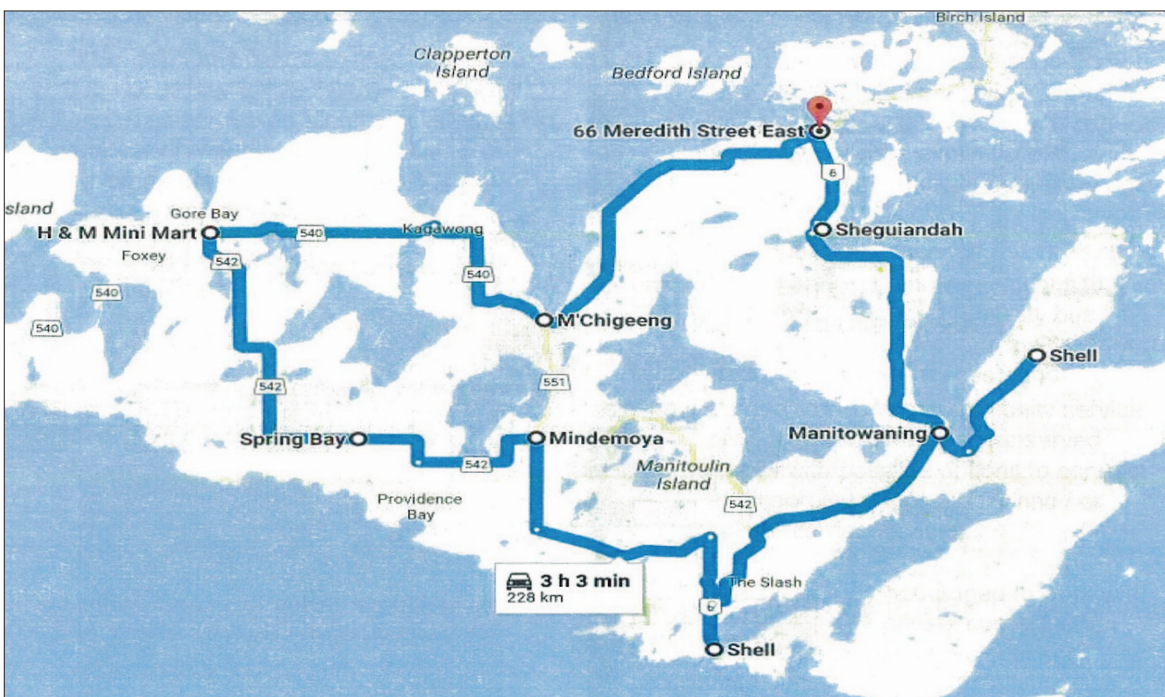 Birch Island
Clapperton
Island
Bedford Island
66 Meredith Street East
6
sland
Gore Bay
H & M Mini Mart
540
Kagawong
Sheguiandah
Foxey
542
540
540
540
M'Chigeeng
Shell
551
542
Spring Bay
Mindemoya
Manitowaning
542
Manitoulin
Island
Providence
Bay
542
3 h 3 min
228 km
The Slash
6
Shell